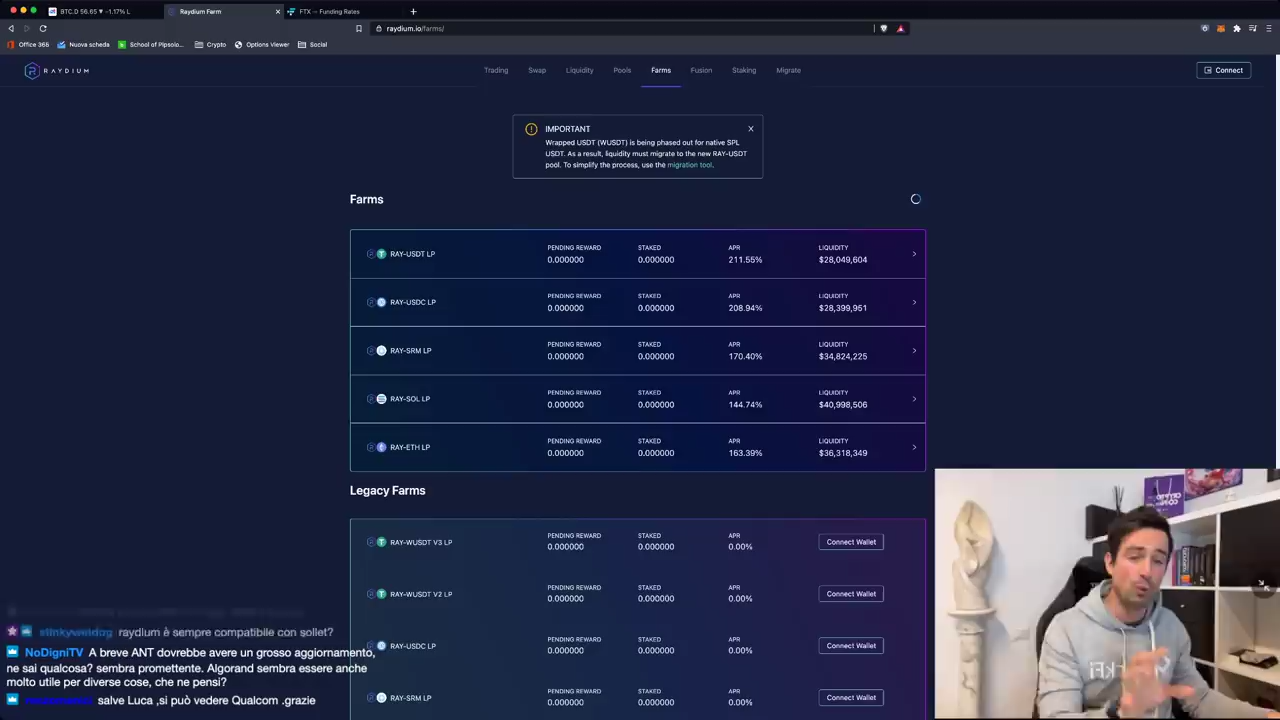 BTC.D 56.65 ▼ −1.17% L
Raydium Farm
FTX — Funding Rates
raydium.io/farms/
Office 365
Nuova scheda
School of Pipsolo...
Crypto
Options Viewer
Social
RAYDIUM
Trading
Swap
Liquidity
Pools
Farms
Fusion
Staking
Migrate
Connect
IMPORTANT
Wrapped USDT (WUSDT) is being phased out for native SPL
USDT. As a result, liquidity must migrate to the new RAY-USDT
pool. To simplify the process, use the migration tool.
Farms
RAY-USDT LP
PENDING REWARD
0.000000
STAKED
0.000000
APR
211.55%
LIQUIDITY
$28,049,604
RAY-USDC LP
PENDING REWARD
0.000000
STAKED
0.000000
APR
208.94%
LIQUIDITY
$28,399,951
RAY-SRM LP
PENDING REWARD
0.000000
STAKED
0.000000
APR
170.40%
LIQUIDITY
$34,824,225
RAY-SOL LP
PENDING REWARD
0.000000
STAKED
0.000000
APR
144.74%
LIQUIDITY
$40,998,506
RAY-ETH LP
PENDING REWARD
0.000000
STAKED
0.000000
APR
163.39%
LIQUIDITY
$36,318,349
Legacy Farms
RAY-WUSDT V3 LP
PENDING REWARD
0.000000
STAKED
0.000000
APR
0.00%
Connect Wallet
RAY-WUSDT V2 LP
PENDING REWARD
0.000000
STAKED
0.000000
APR
0.00%
Connect Wallet
RAY-USDC LP
PENDING REWARD
0.000000
STAKED
0.000000
APR
0.00%
Connect Wallet
RAY-SRM LP
PENDING REWARD
0.000000
STAKED
0.000000
APR
0.00%
Connect Wallet
raydium è sempre compatibile con sollet?
NoDigniTV A breve ANT dovrebbe avere un grosso aggiornamento,
ne sai qualcosa? sembra promettente. Algorand sembra essere anche
molto utile per diverse cose, che ne pensi?
salve Luca ,si può vedere Qualcom .grazie